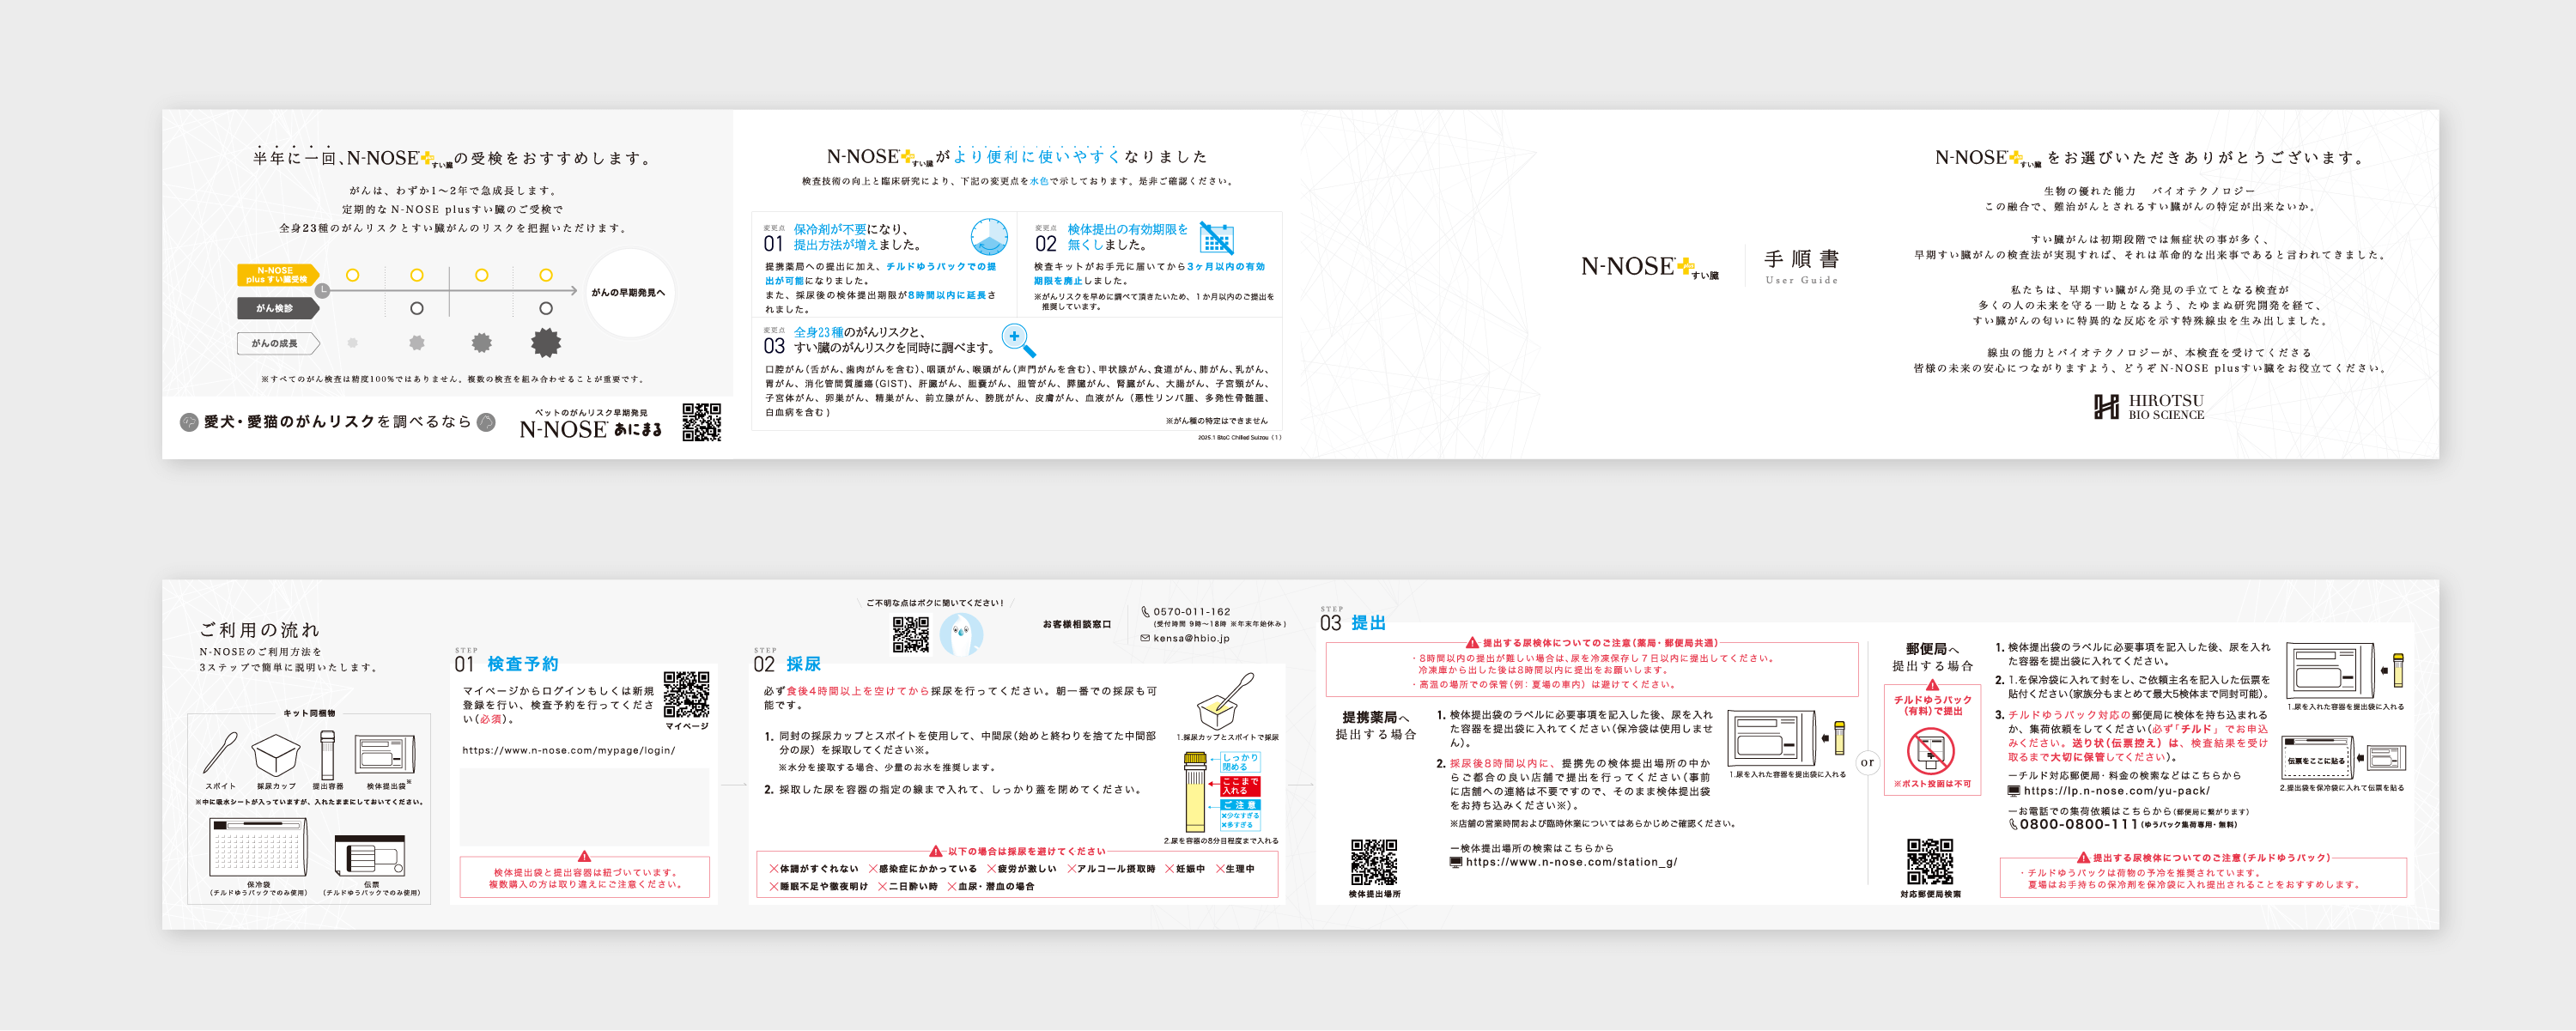 半年に一回、N-NOSE すい臓の受検をおすすめします。
がんは、わずか1〜2年で急成長します。
定期的な N-NOSE plusすい臓のご受検で
全身23種のがんリスクとすい臓がんのリスクを把握いただけます。
N-NOSE
plus すい臓受検
がん検診
がんの成長
がんの早期発見へ
※すべてのがん検査は精度100%ではありません。複数の検査を組み合わせることが重要です。
愛犬・愛猫のがんリスクを調べるなら
ペットのがんリスク早期発見
N-NOSE あにまる
N-NOSE すい臓 がより便利に使いやすくなりました
検査技術の向上と臨床研究により、下記の変更点を水色で示しております。是非ご確認ください。
変更点
01
保冷剤が不要になり、
提出方法が増えました。
提携薬局への提出に加え、チルドゆうパックでの提
出が可能になりました。
また、採尿後の検体提出期限が8時間以内に延長さ
れました。
変更点
02
検体提出の有効期限を
無くしました。
検査キットがお手元に届いてから3ヶ月以内の有効
期限を廃止しました。
※がんリスクを早めに調べて頂きたいため、1か月以内のご提出を
推奨しています。
変更点
03
全身23種のがんリスクと、
すい臓のがんリスクを同時に調べます。
口腔がん(舌がん、歯肉がんを含む)、咽頭がん、喉頭がん(声門がんを含む)、甲状腺がん、食道がん、肺がん、乳がん、
胃がん、消化管間質腫瘍(GIST)、肝臓がん、胆嚢がん、胆管がん、膵臓がん、腎臓がん、大腸がん、子宮頸がん、
子宮体がん、卵巣がん、精巣がん、前立腺がん、膀胱がん、皮膚がん、血液がん(悪性リンパ腫、多発性骨髄腫、
白血病を含む)
※がん種の特定はできません
2025.1 BtoC Chilled Suizou (1)
N-NOSE すい臓
手順書
User Guide
N-NOSE すい臓 をお選びいただきありがとうございます。
生物の優れた能力　バイオテクノロジー
この融合で、難治がんとされるすい臓がんの特定が出来ないか。
すい臓がんは初期段階では無症状の事が多く、
早期すい臓がんの検査法が実現すれば、それは革命的な出来事であると言われてきました。
私たちは、早期すい臓がん発見の手立てとなる検査が
多くの人の未来を守る一助となるよう、たゆまぬ研究開発を経て、
すい臓がんの匂いに特異的な反応を示す特殊線虫を生み出しました。
線虫の能力とバイオテクノロジーが、本検査を受けてくださる
皆様の未来の安心につながりますよう、どうぞ N-NOSE plusすい臓をお役立てください。
HIROTSU
BIO SCIENCE
ご利用の流れ
N-NOSEのご利用方法を
3ステップで簡単に説明いたします。
キット同梱物
スポイト
採尿カップ
提出容器
検体提出袋※
※中に吸水シートが入っていますが、入れたままにしておいてください。
保冷袋
(チルドゆうパックでのみ使用)
伝票
(チルドゆうパックでのみ使用)
STEP
01 検査予約
マイページからログインもしくは新規
登録を行い、検査予約を行ってくださ
い(必須)。
マイページ
https://www.n-nose.com/mypage/login/
検体提出袋と提出容器は紐づいています。
複数購入の方は取り違えにご注意ください。
ご不明な点はボクに聞いてください!
お客様相談窓口
0570-011-162
(受付時間 9時〜18時 ※年末年始休み)
kensa@hbio.jp
STEP
02 採尿
必ず食後4時間以上を空けてから採尿を行ってください。朝一番での採尿も可
能です。
1. 同封の採尿カップとスポイトを使用して、中間尿(始めと終わりを捨てた中間部
分の尿)を採取してください※。
※水分を接取する場合、少量のお水を推奨します。
2. 採取した尿を容器の指定の線まで入れて、しっかり蓋を閉めてください。
1.採尿カップとスポイトで採尿
しっかり
閉める
ここまで
入れる
ご注意
×少なすぎる
×多すぎる
2.尿を容器の8分目程度まで入れる
以下の場合は採尿を避けてください
×体調がすぐれない ×感染症にかかっている ×疲労が激しい ×アルコール摂取時 ×妊娠中 ×生理中
×睡眠不足や徹夜明け ×二日酔い時 ×血尿・潜血の場合
STEP
03 提出
提出する尿検体についてのご注意(薬局・郵便局共通)
・8時間以内の提出が難しい場合は、尿を冷凍保存し7日以内に提出してください。
冷凍庫から出した後は8時間以内に提出をお願いします。
・高温の場所での保管(例:夏場の車内)は避けてください。
提携薬局へ
提出する場合
1. 検体提出袋のラベルに必要事項を記入した後、尿を入れ
た容器を提出袋に入れてください(保冷袋は使用しませ
ん)。
2. 採尿後8時間以内に、提携先の検体提出場所の中か
らご都合の良い店舗で提出を行ってください(事前
に店舗への連絡は不要ですので、そのまま検体提出袋
をお持ち込みください※)。
※店舗の営業時間および臨時休業についてはあらかじめご確認ください。
ー検体提出場所の検索はこちらから
https://www.n-nose.com/station_g/
検体提出場所
1.尿を入れた容器を提出袋に入れる
or
郵便局へ
提出する場合
チルドゆうパック
(有料)で提出
※ポスト投函は不可
対応郵便局検索
1. 検体提出袋のラベルに必要事項を記入した後、尿を入れ
た容器を提出袋に入れてください。
2. 1.を保冷袋に入れて封をし、ご依頼主名を記入した伝票を
貼付ください(家族分もまとめて最大5検体まで同封可能)。
3. チルドゆうパック対応の郵便局に検体を持ち込まれる
か、集荷依頼をしてください(必ず「チルド」でお申込
みください。送り状(伝票控え)は、検査結果を受け
取るまで大切に保管してください)。
ーチルド対応郵便局・料金の検索などはこちらから
https://lp.n-nose.com/yu-pack/
ーお電話での集荷依頼はこちらから(郵便局に繋がります)
0800-0800-111(ゆうパック集荷専用・無料)
1.尿を入れた容器を提出袋に入れる
伝票をここに貼る
2.提出袋を保冷袋に入れて伝票を貼る
提出する尿検体についてのご注意(チルドゆうパック)
・チルドゆうパックは荷物の予冷を推奨されています。
夏場はお手持ちの保冷剤を保冷袋に入れ提出されることをおすすめします。